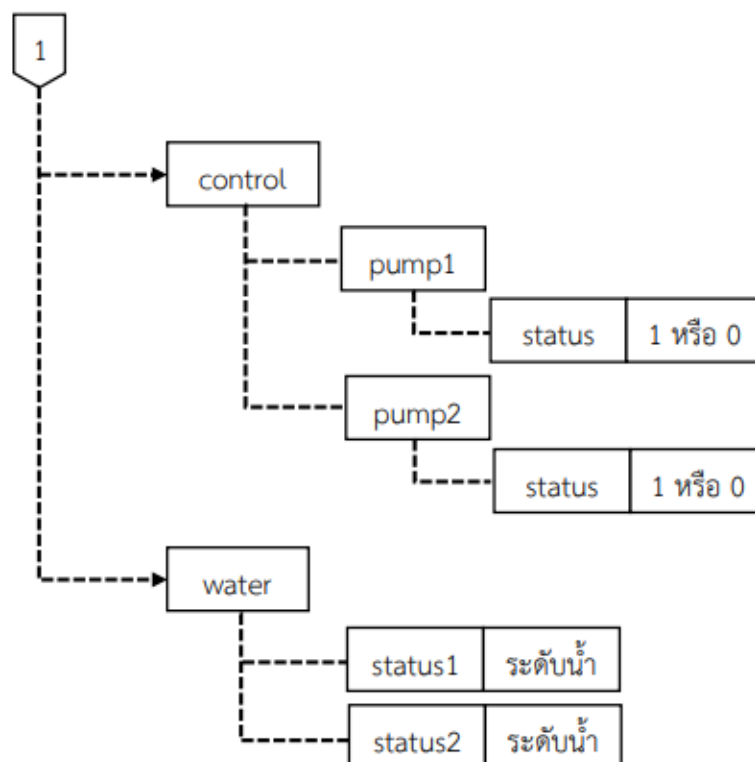 1
control
pump1
status 1 หรือ 0
pump2
status 1 หรือ 0
water
status1 ระดับน้ำ
status2 ระดับน้ำ